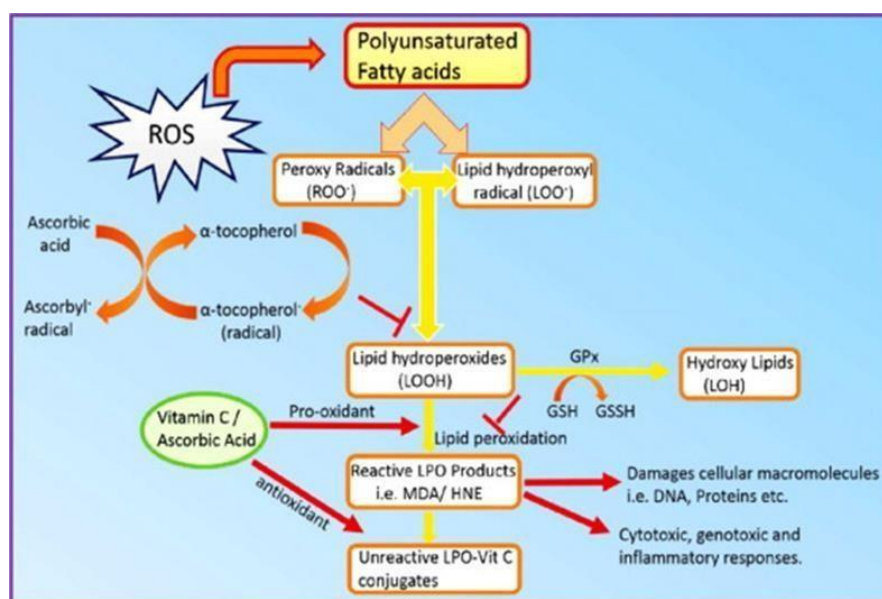 Polyunsaturated
Fatty acids
ROS
Peroxy Radicals
(ROO·)
Lipid hydroperoxyl
radical (LOO·)
Ascorbic
acid
α-tocopherol
Ascorbyl·
radical
α-tocopherol·
(radical)
Lipid hydroperoxides
(LOOH)
GPx
Hydroxy Lipids
(LOH)
GSH
GSSH
Vitamin C /
Ascorbic Acid
Pro-oxidant
Lipid peroxidation
antioxidant
Reactive LPO Products
i.e. MDA/ HNE
Damages cellular macromolecules
i.e. DNA, Proteins etc.
Cytotoxic, genotoxic and
inflammatory responses.
Unreactive LPO-Vit C
conjugates